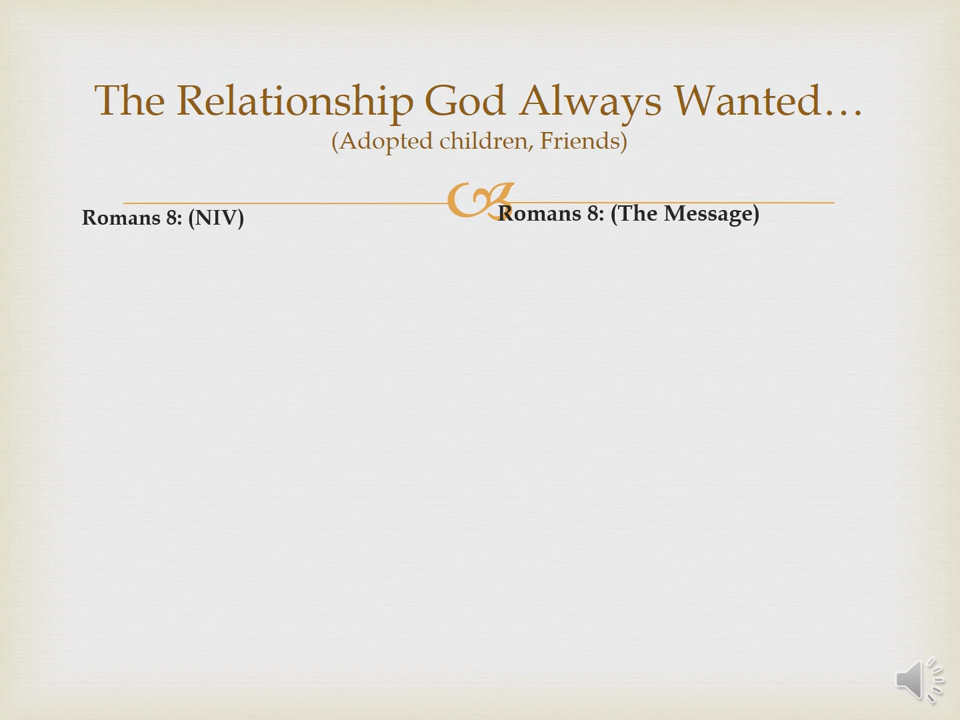 The Relationship God Always Wanted…
(Adopted children, Friends)
Romans 8: (NIV)
Romans 8: (The Message)